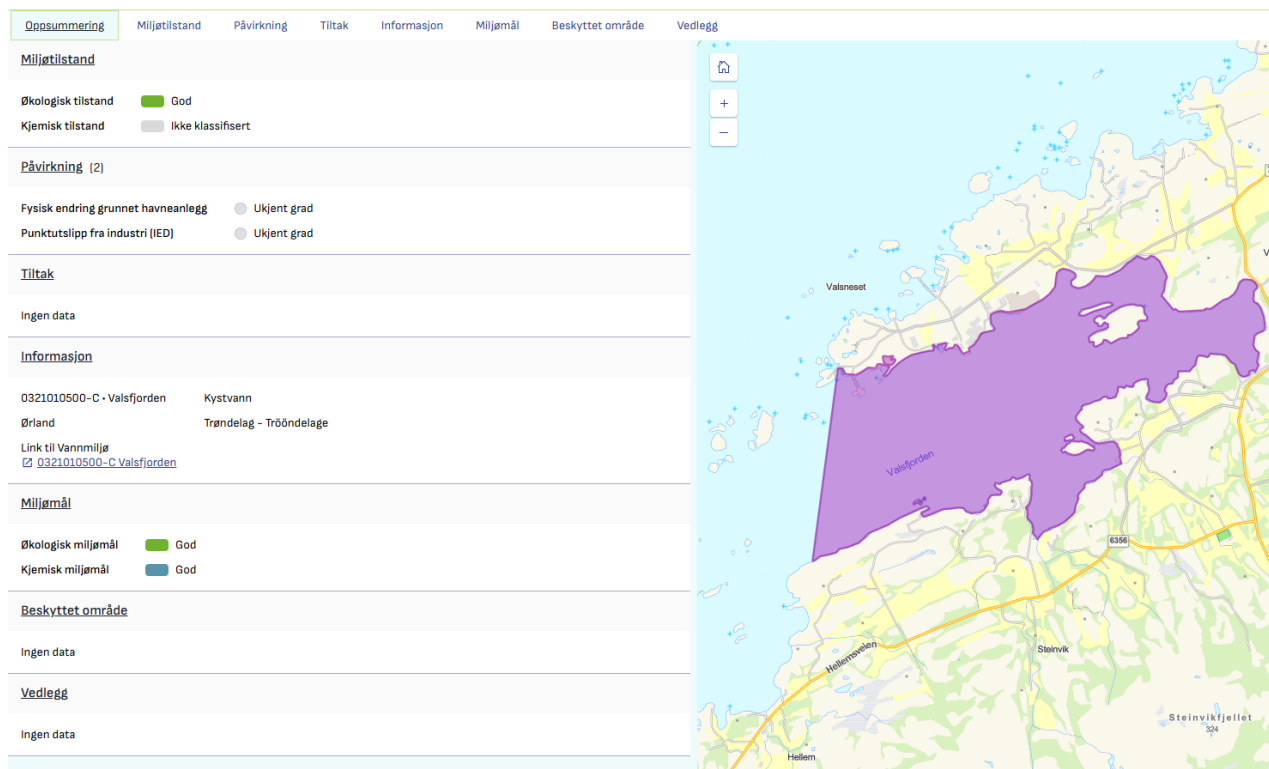 Oppsummering Miljøtilstand Påvirkning Tiltak Informasjon Miljømål Beskyttet område Vedlegg
Miljøtilstand
Økologisk tilstand God
Kjemisk tilstand Ikke klassifisert
Påvirkning (2)
Fysisk endring grunnet havneanlegg Ukjent grad
Punktutslipp fra industri (IED) Ukjent grad
Tiltak
Ingen data
Informasjon
0321010500-C • Valsfjorden Kystvann
Ørland Trøndelag - Trööndelage
Link til Vannmiljø
0321010500-C Valsfjorden
Miljømål
Økologisk miljømål God
Kjemisk miljømål God
Beskyttet område
Ingen data
Vedlegg
Ingen data
+
−
Valsneset
Valsfjorden
6356
Hellemsveien
Steinvik
Steinvikfjellet
324
Hellem